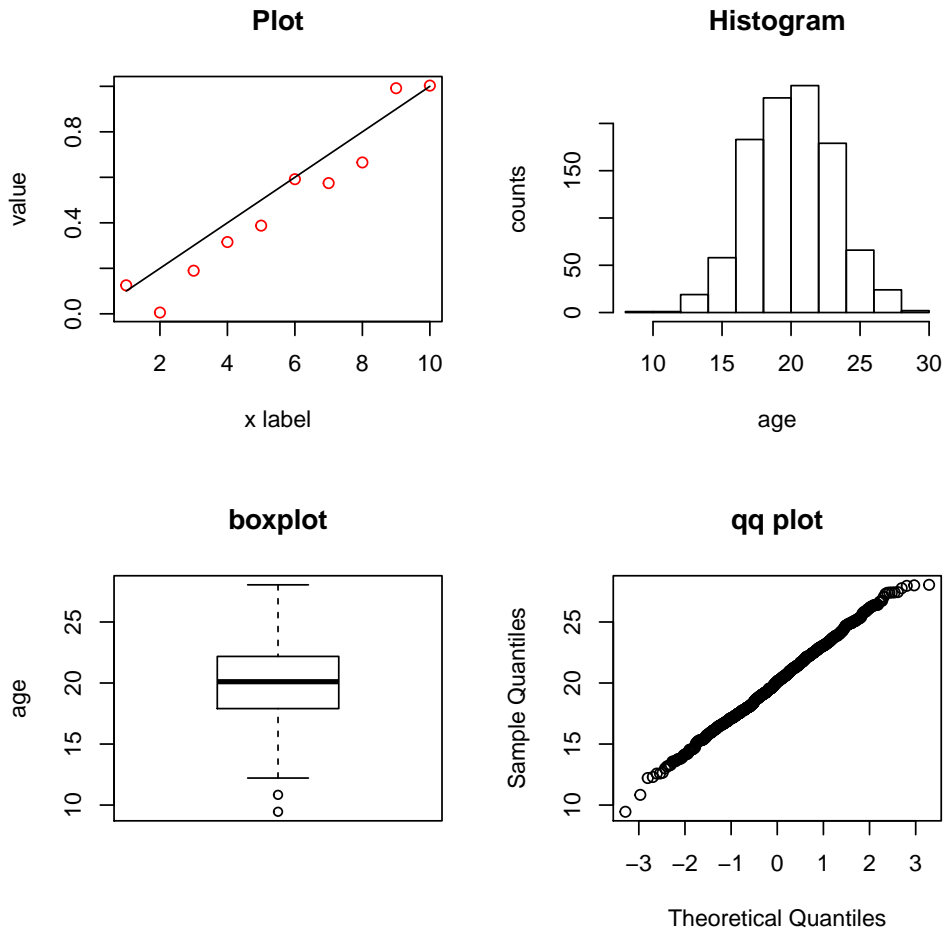 Plot
value
0.0 0.4 0.8
2 4 6 8 10
x label
Histogram
counts
0 50 150
10 15 20 25 30
age
boxplot
age
10 15 20 25
qq plot
Sample Quantiles
10 15 20 25
−3 −2 −1 0 1 2 3
Theoretical Quantiles